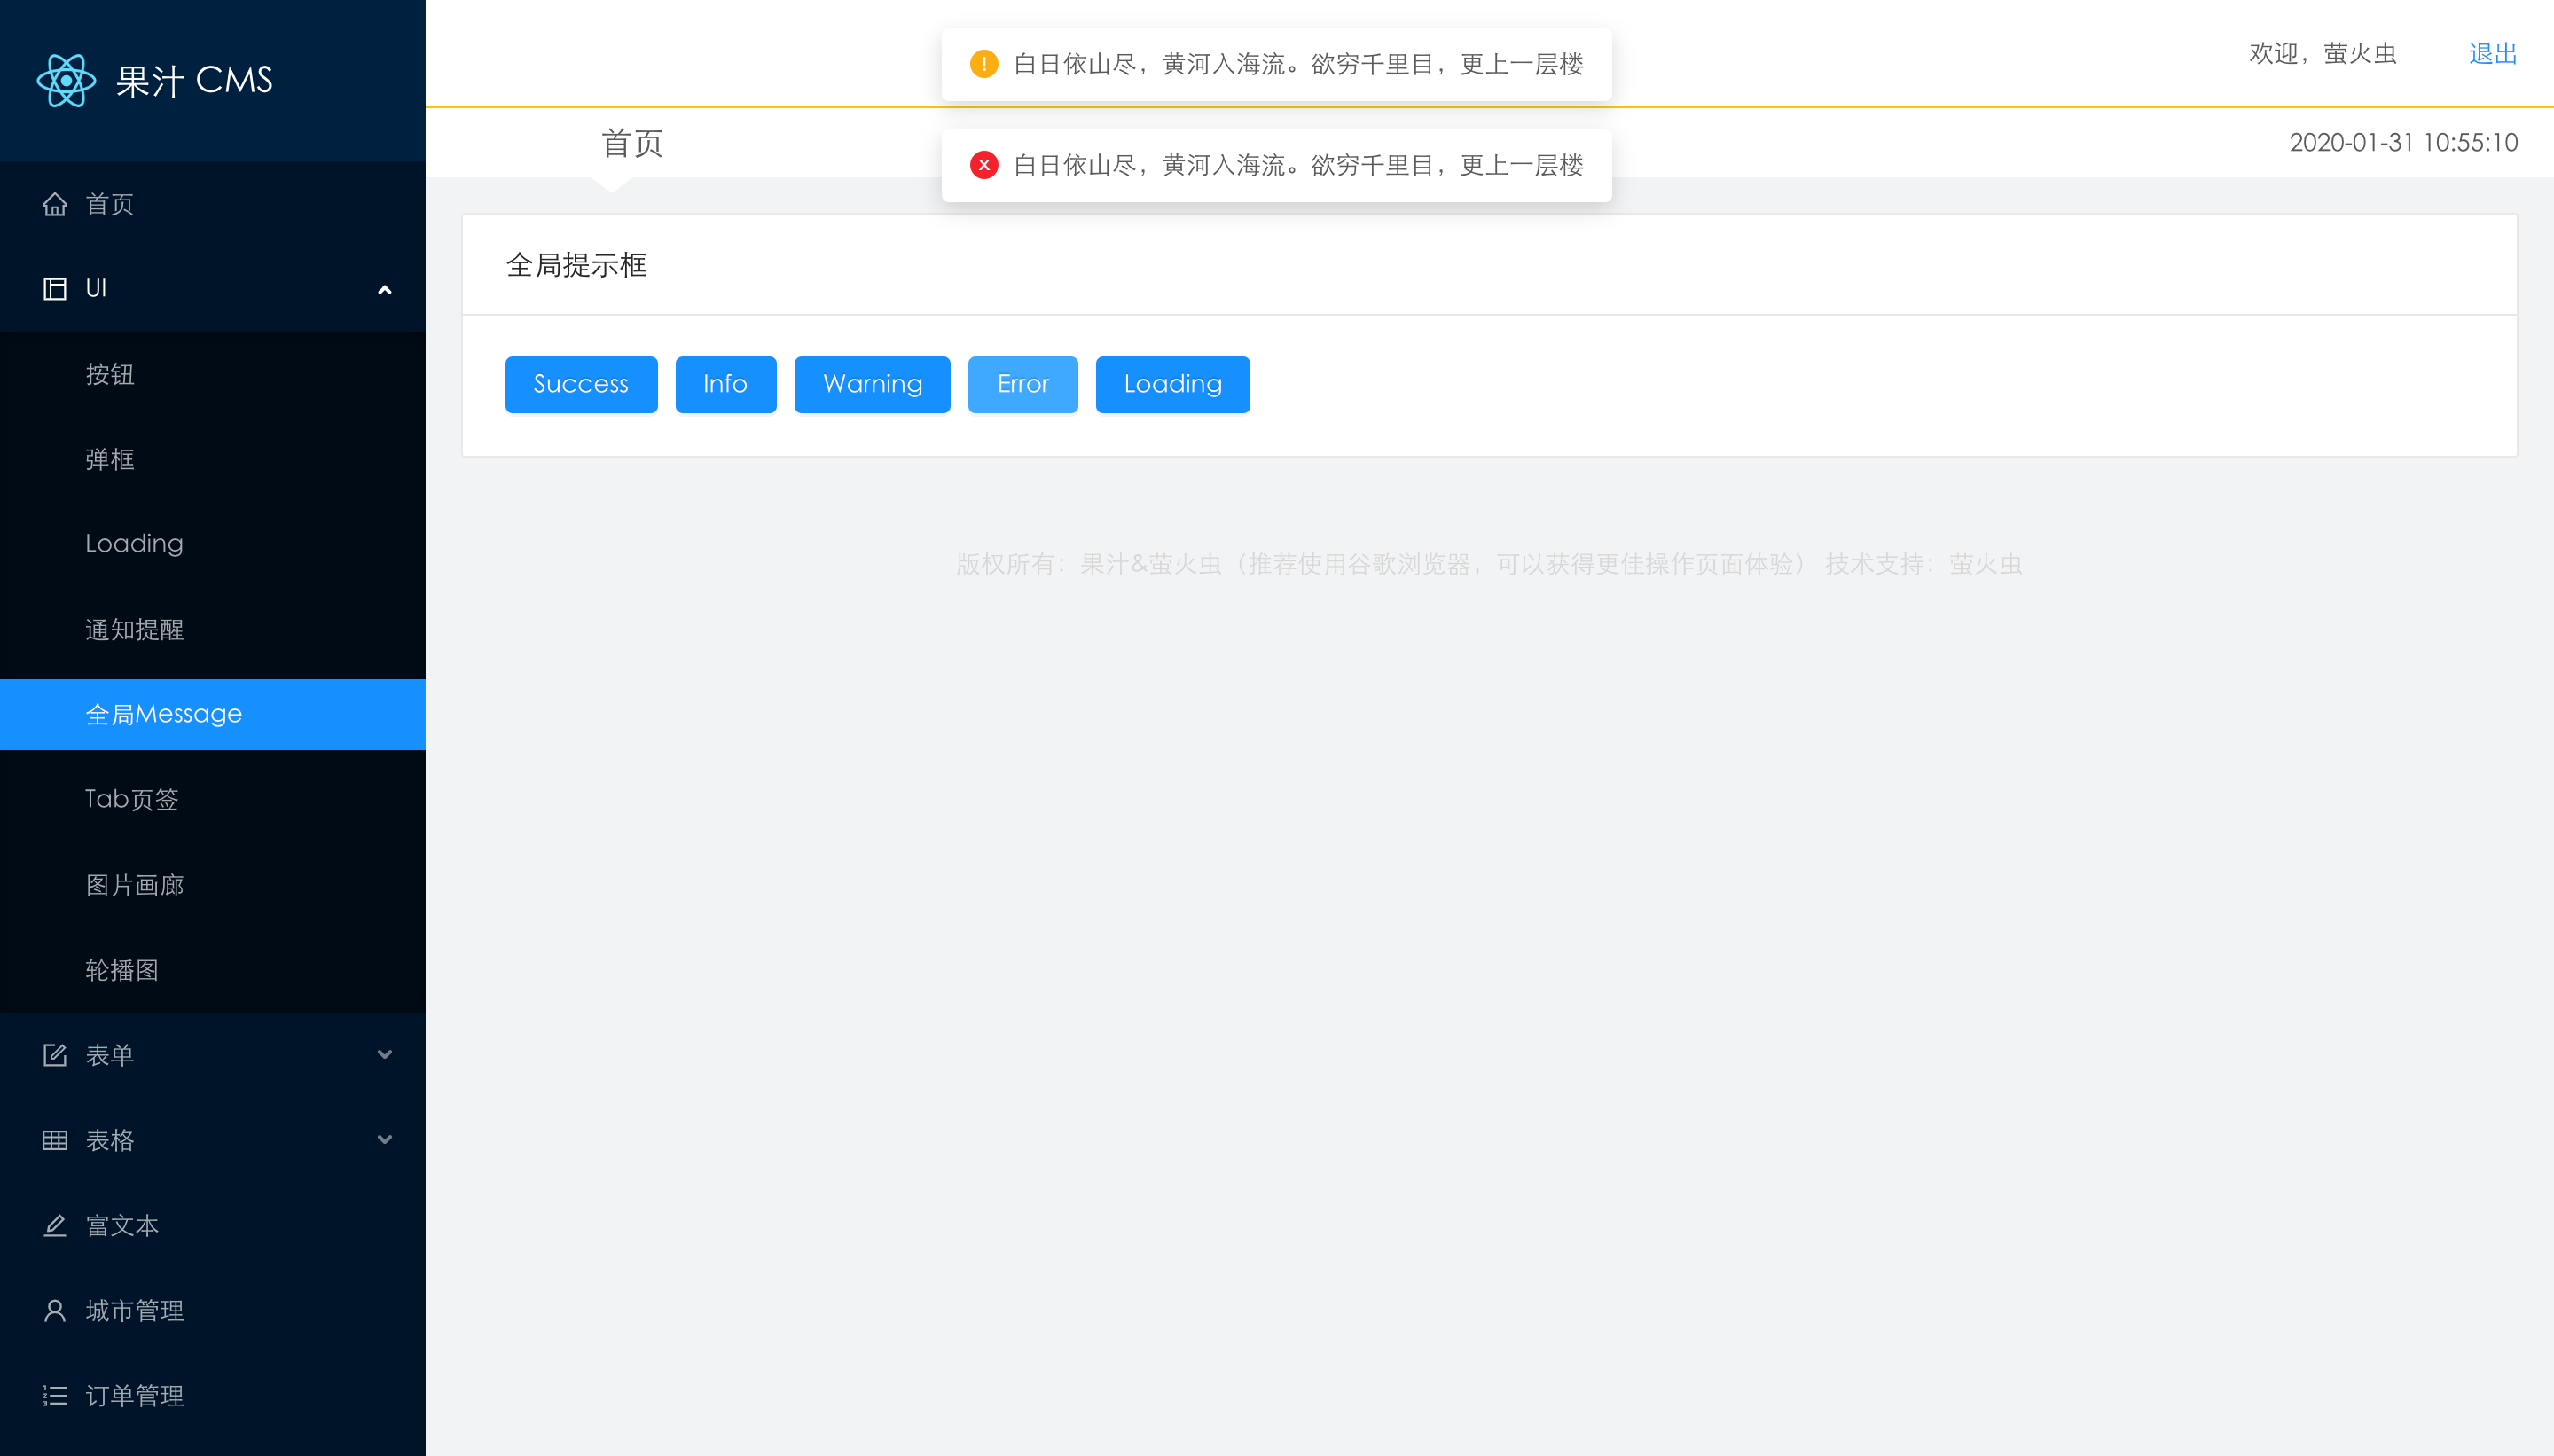 果汁 CMS
首页
UI
按钮
弹框
Loading
通知提醒
全局Message
Tab页签
图片画廊
轮播图
表单
表格
富文本
城市管理
订单管理
白日依山尽，黄河入海流。欲穷千里目，更上一层楼
欢迎，萤火虫 退出
首页
白日依山尽，黄河入海流。欲穷千里目，更上一层楼
2020-01-31 10:55:10
全局提示框
Success Info Warning Error Loading
版权所有：果汁&萤火虫（推荐使用谷歌浏览器，可以获得更佳操作页面体验） 技术支持：萤火虫